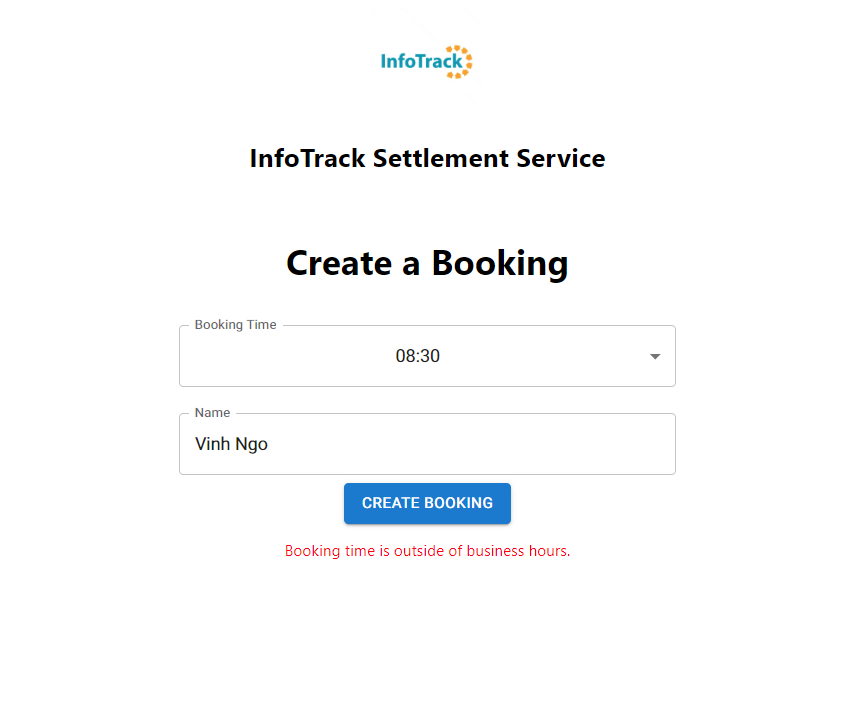 InfoTrack
InfoTrack Settlement Service
Create a Booking
Booking Time
08:30
Name
Vinh Ngo
CREATE BOOKING
Booking time is outside of business hours.